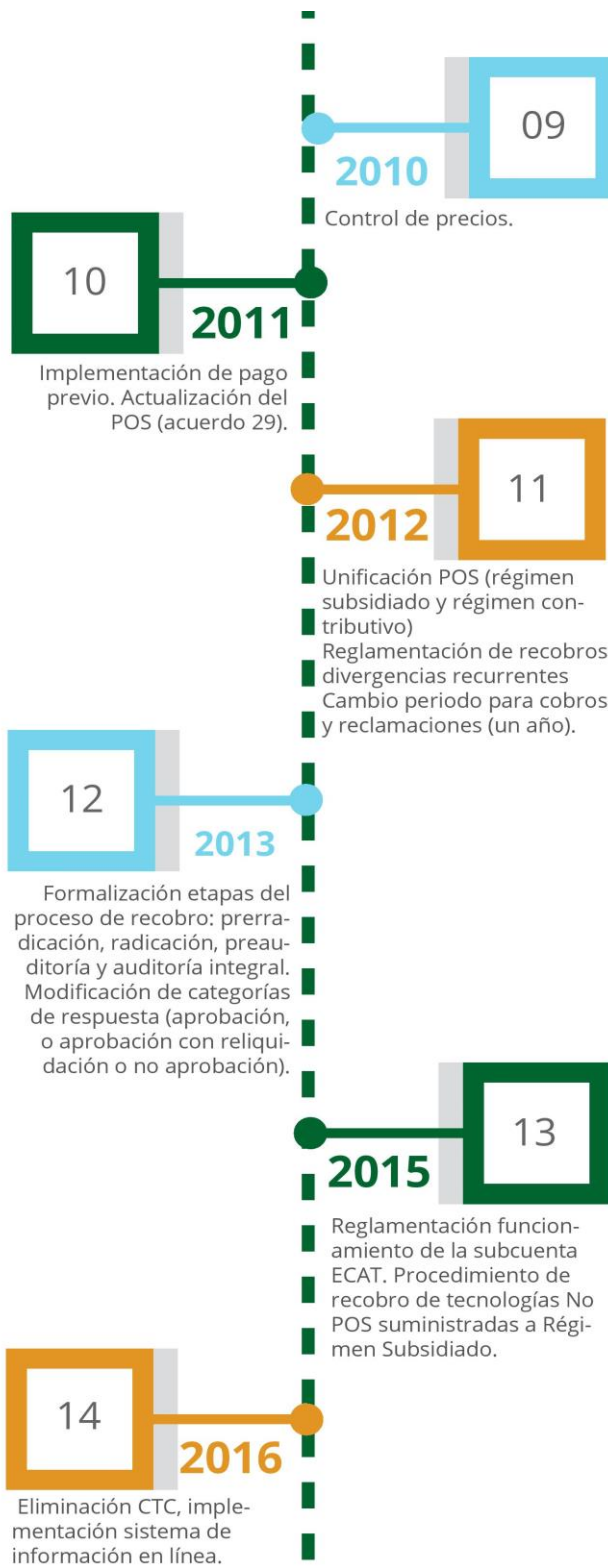 09
2010
Control de precios.
10
2011
Implementación de pago
previo. Actualización del
POS (acuerdo 29).
11
2012
Unificación POS (régimen
subsidiado y régimen con-
tributivo)
Reglamentación de recobros
divergencias recurrentes
Cambio periodo para cobros
y reclamaciones (un año).
12
2013
Formalización etapas del
proceso de recobro: prerra-
dicación, radicación, preau-
ditoría y auditoría integral.
Modificación de categorías
de respuesta (aprobación,
o aprobación con reliqui-
dación o no aprobación).
13
2015
Reglamentación funcion-
amiento de la subcuenta
ECAT. Procedimiento de
recobro de tecnologías No
POS suministradas a Régi-
men Subsidiado.
14
2016
Eliminación CTC, imple-
mentación sistema de
información en línea.